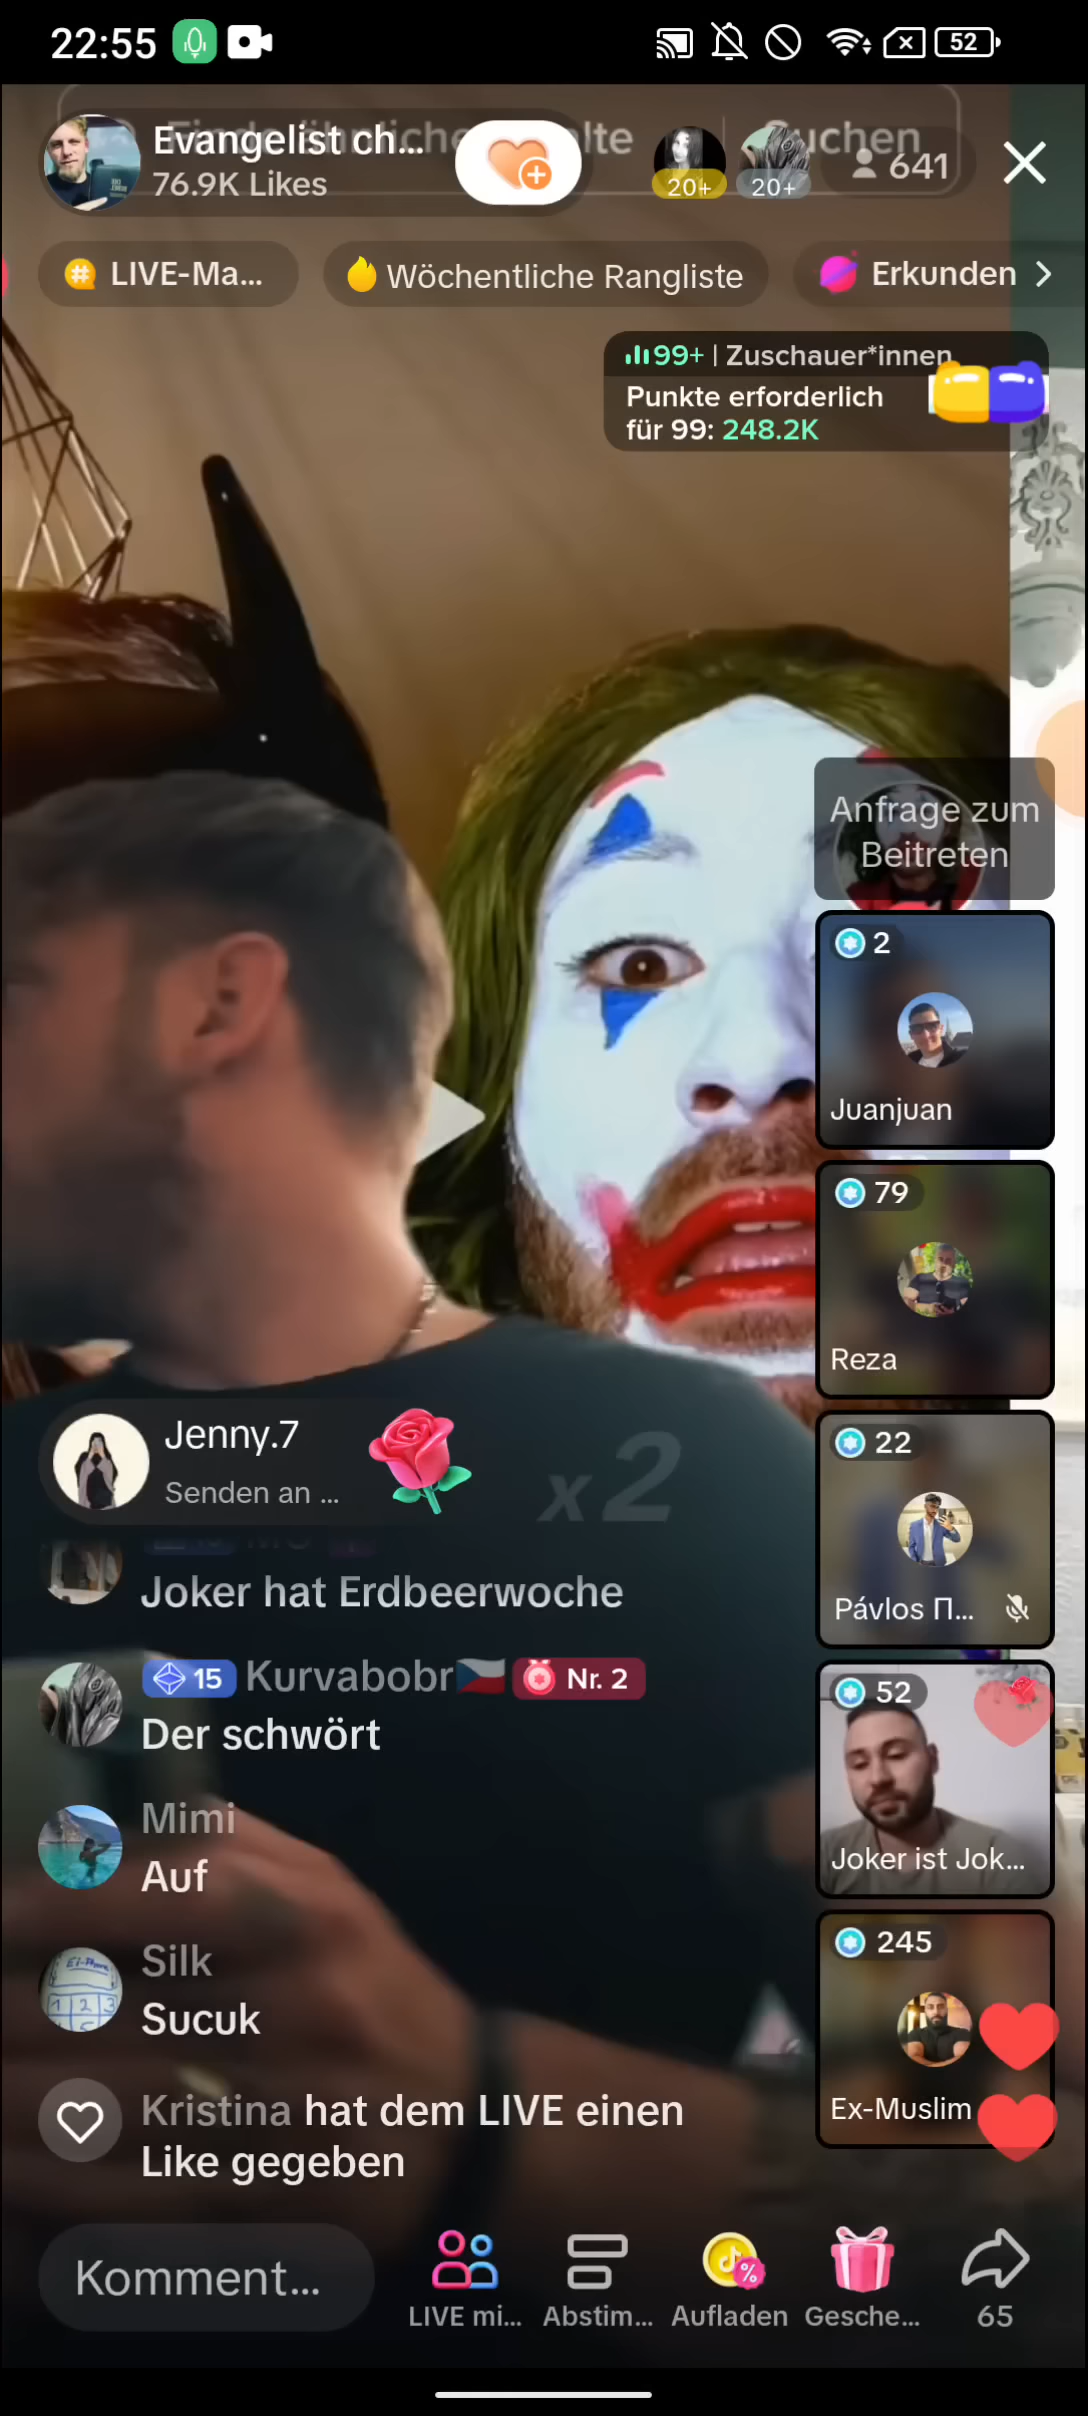 22:55
52
Evangelist ch...
76.9K Likes
20+
20+
641
Suchen
LIVE-Ma...
Wöchentliche Rangliste
Erkunden
99+ | Zuschauer*innen
Punkte erforderlich
für 99: 248.2K
Anfrage zum
Beitreten
2
Juanjuan
79
Reza
22
Pávlos Π...
52
Joker ist Jok...
245
Ex-Muslim
Jenny.7
Senden an ...
x2
Joker hat Erdbeerwoche
15 Kurvabobr Nr. 2
Der schwört
Mimi
Auf
Silk
Sucuk
Kristina hat dem LIVE einen
Like gegeben
Komment...
LIVE mi...
Abstim...
Aufladen
Gesche...
65